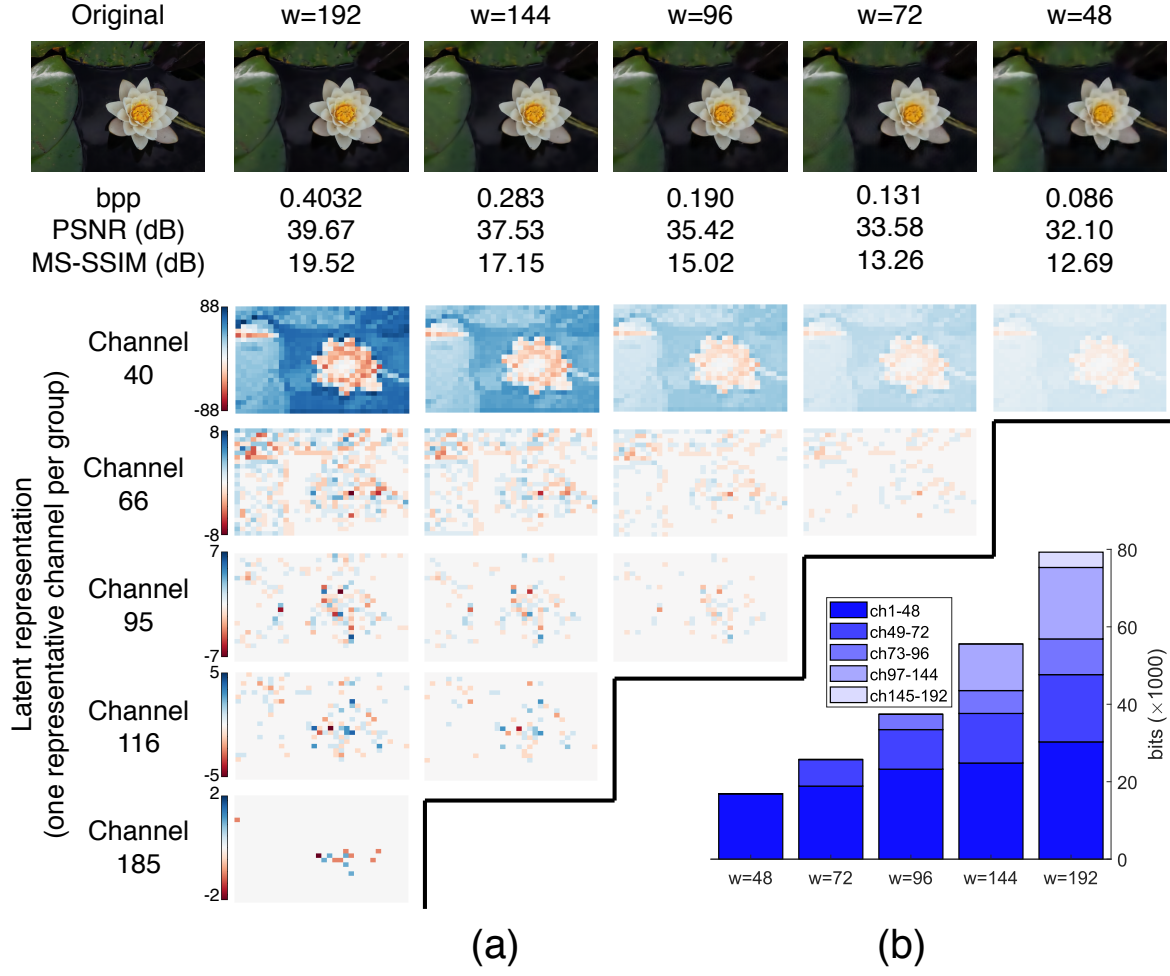 Original w=192 w=144 w=96 w=72 w=48
bpp 0.4032 0.283 0.190 0.131 0.086
PSNR (dB) 39.67 37.53 35.42 33.58 32.10
MS-SSIM (dB) 19.52 17.15 15.02 13.26 12.69
Latent representation
(one representative channel per group)
Channel
40
88
-88
Channel
66
8
-8
Channel
95
7
-7
Channel
116
5
-5
Channel
185
2
-2
ch1-48
ch49-72
ch73-96
ch97-144
ch145-192
80
60
40
20
0
bits (×1000)
w=48 w=72 w=96 w=144 w=192
(a) (b)